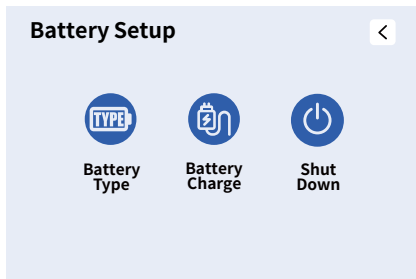 Battery Setup
TYPE
Battery
Type
Battery
Charge
Shut
Down